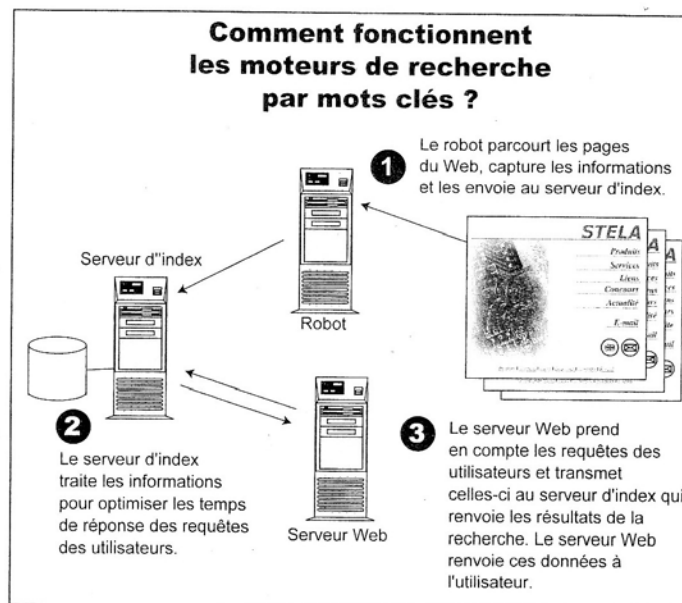 Comment fonctionnent
les moteurs de recherche
par mots clés ?
1
Le robot parcourt les pages
du Web, capture les informations
et les envoie au serveur d'index.
STELA
Produits
Services
Liens
Concours
Actualité
E-mail
Serveur d"index
Robot
2
Le serveur d'index
traite les informations
pour optimiser les temps
de réponse des requêtes
des utilisateurs.
Serveur Web
3
Le serveur Web prend
en compte les requêtes des
utilisateurs et transmet
celles-ci au serveur d'index qui
renvoie les résultats de la
recherche. Le serveur Web
renvoie ces données à
l'utilisateur.